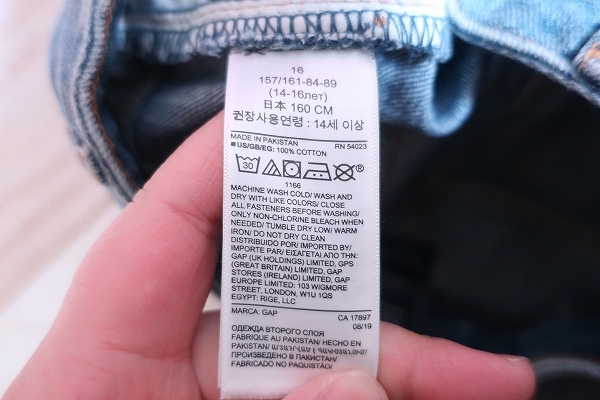 16
157/161-84-89
(14-16лет)
日本 160 CM
권장사용연령 : 14세 이상
MADE IN PAKISTAN RN 54023
■ US/GB/EG: 100% COTTON
30 ®
1166
MACHINE WASH COLD/ WASH AND
DRY WITH LIKE COLORS/ CLOSE
ALL FASTENERS BEFORE WASHING/
ONLY NON-CHLORINE BLEACH WHEN
NEEDED/ TUMBLE DRY LOW/ WARM
IRON/ DO NOT DRY CLEAN
DISTRIBUIDO POR/ IMPORTED BY/
IMPORTE PAR/ ΕΙΣΑΓΕΤΑΙ ΑΠΟ ΤΗΝ:
GAP (UK HOLDINGS) LIMITED, GPS
(GREAT BRITAIN) LIMITED, GAP
STORES (IRELAND) LIMITED, GAP
EUROPE LIMITED: 103 WIGMORE
STREET, LONDON, W1U 1QS
EGYPT: RIGE, LLC
MARCA: GAP CA 17897
08/19
ОДЕЖДА ВТОРОГО СЛОЯ
FABRIQUE AU PAKISTAN/ HECHO EN
PAKISTAN/
ПРОИЗВЕДЕНО В ПАКИСТАН/
FABRICADO NO PAQUISTÃO/